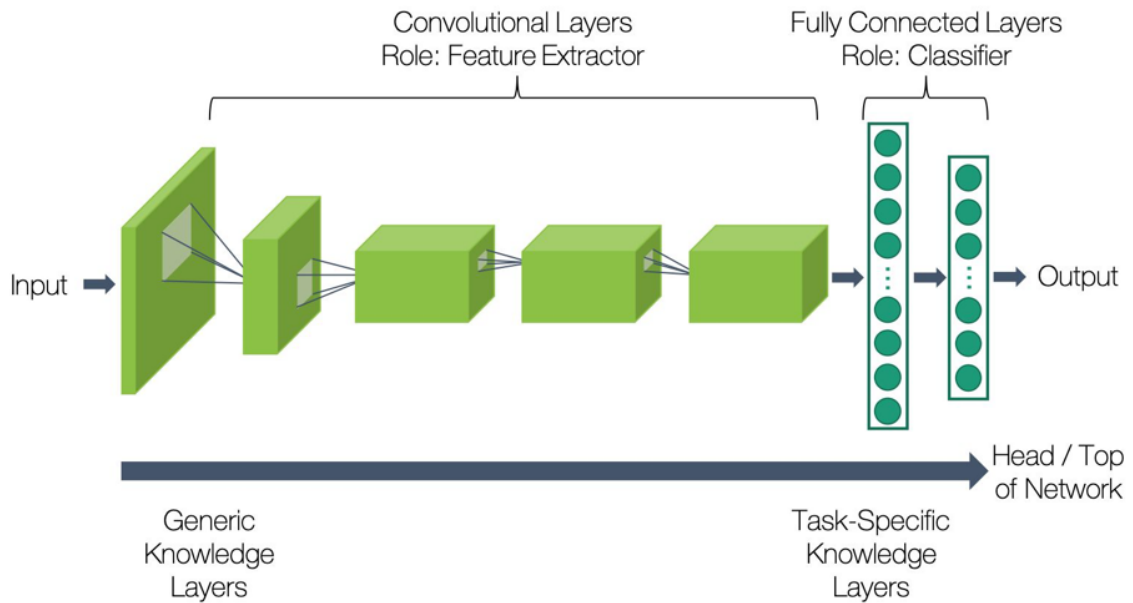 Convolutional Layers
Role: Feature Extractor
Fully Connected Layers
Role: Classifier
Input
Output
Head / Top
of Network
Generic
Knowledge
Layers
Task-Specific
Knowledge
Layers